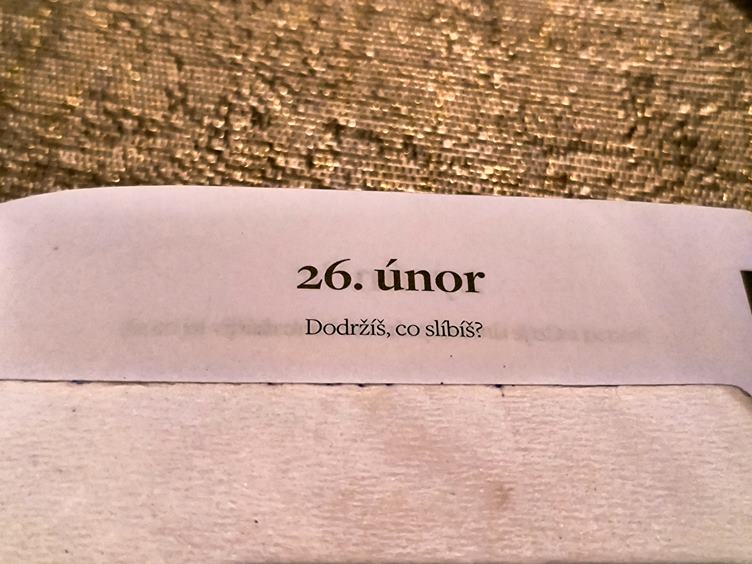 26. únor
Dodržíš, co slíbíš?